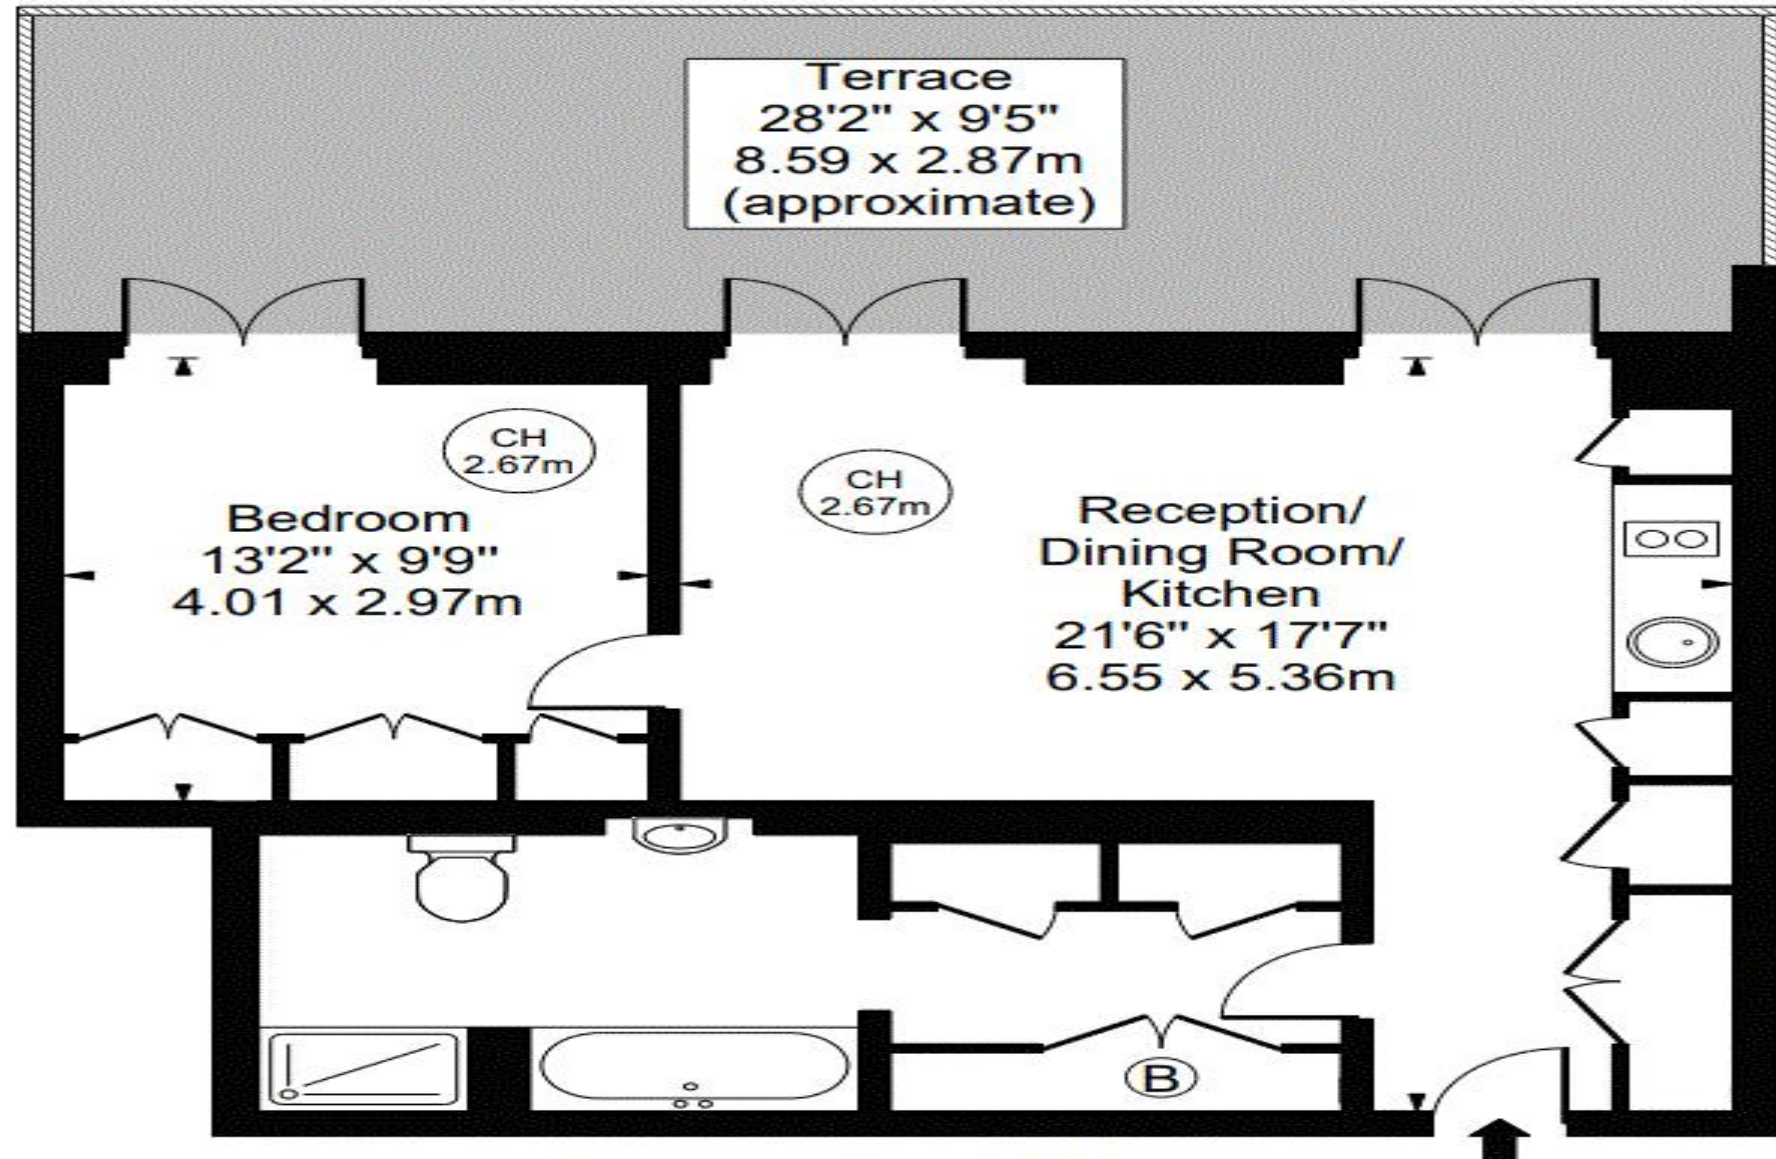 Terrace
28'2" x 9'5"
8.59 x 2.87m
(approximate)
CH
2.67m
Bedroom
13'2" x 9'9"
4.01 x 2.97m
CH
2.67m
Reception/
Dining Room/
Kitchen
21'6" x 17'7"
6.55 x 5.36m
B